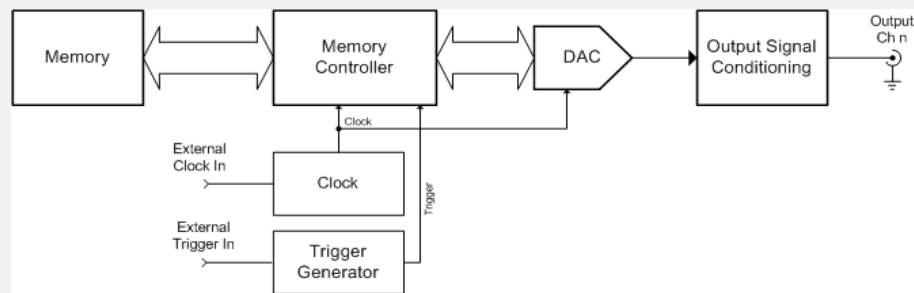 Memory
Memory
Controller
DAC
Output Signal
Conditioning
Output
Ch n
Clock
External
Clock In
Clock
Trigger
External
Trigger In
Trigger
Generator